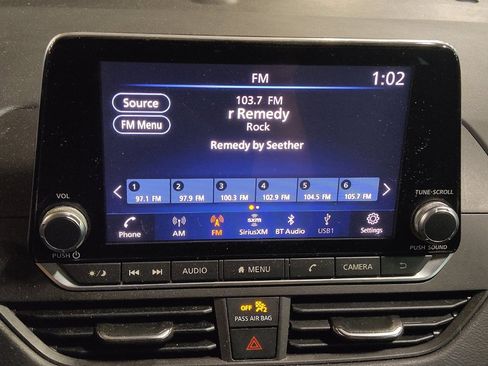 FM 1:02
Source
103.7 FM
FM Menu
r Remedy
Rock
Remedy by Seether
1 2 3 4 5 6
97.1 FM 97.9 FM 100.3 FM 102.9 FM 104.5 FM 105.7 FM
VOL
TUNE·SCROLL
Phone AM FM SiriusXM BT Audio USB1 Settings
sxm
PUSH
PUSH SOUND
AUDIO MENU CAMERA
OFF
PASS AIR BAG